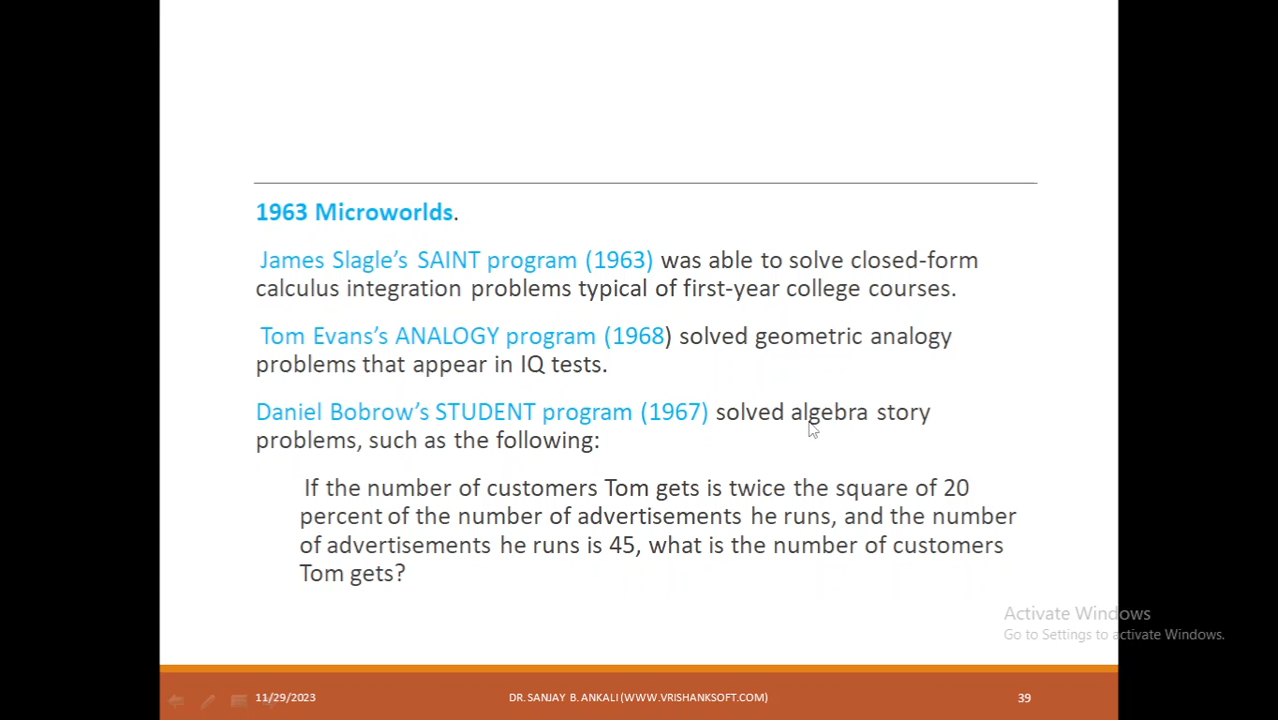 1963 Microworlds.
James Slagle’s SAINT program (1963) was able to solve closed-form
calculus integration problems typical of first-year college courses.
Tom Evans’s ANALOGY program (1968) solved geometric analogy
problems that appear in IQ tests.
Daniel Bobrow’s STUDENT program (1967) solved algebra story
problems, such as the following:
If the number of customers Tom gets is twice the square of 20
percent of the number of advertisements he runs, and the number
of advertisements he runs is 45, what is the number of customers
Tom gets?
Activate Windows
Go to Settings to activate Windows.
11/29/2023 DR. SANJAY B. ANKALI (WWW.VRISHANKSOFT.COM) 39